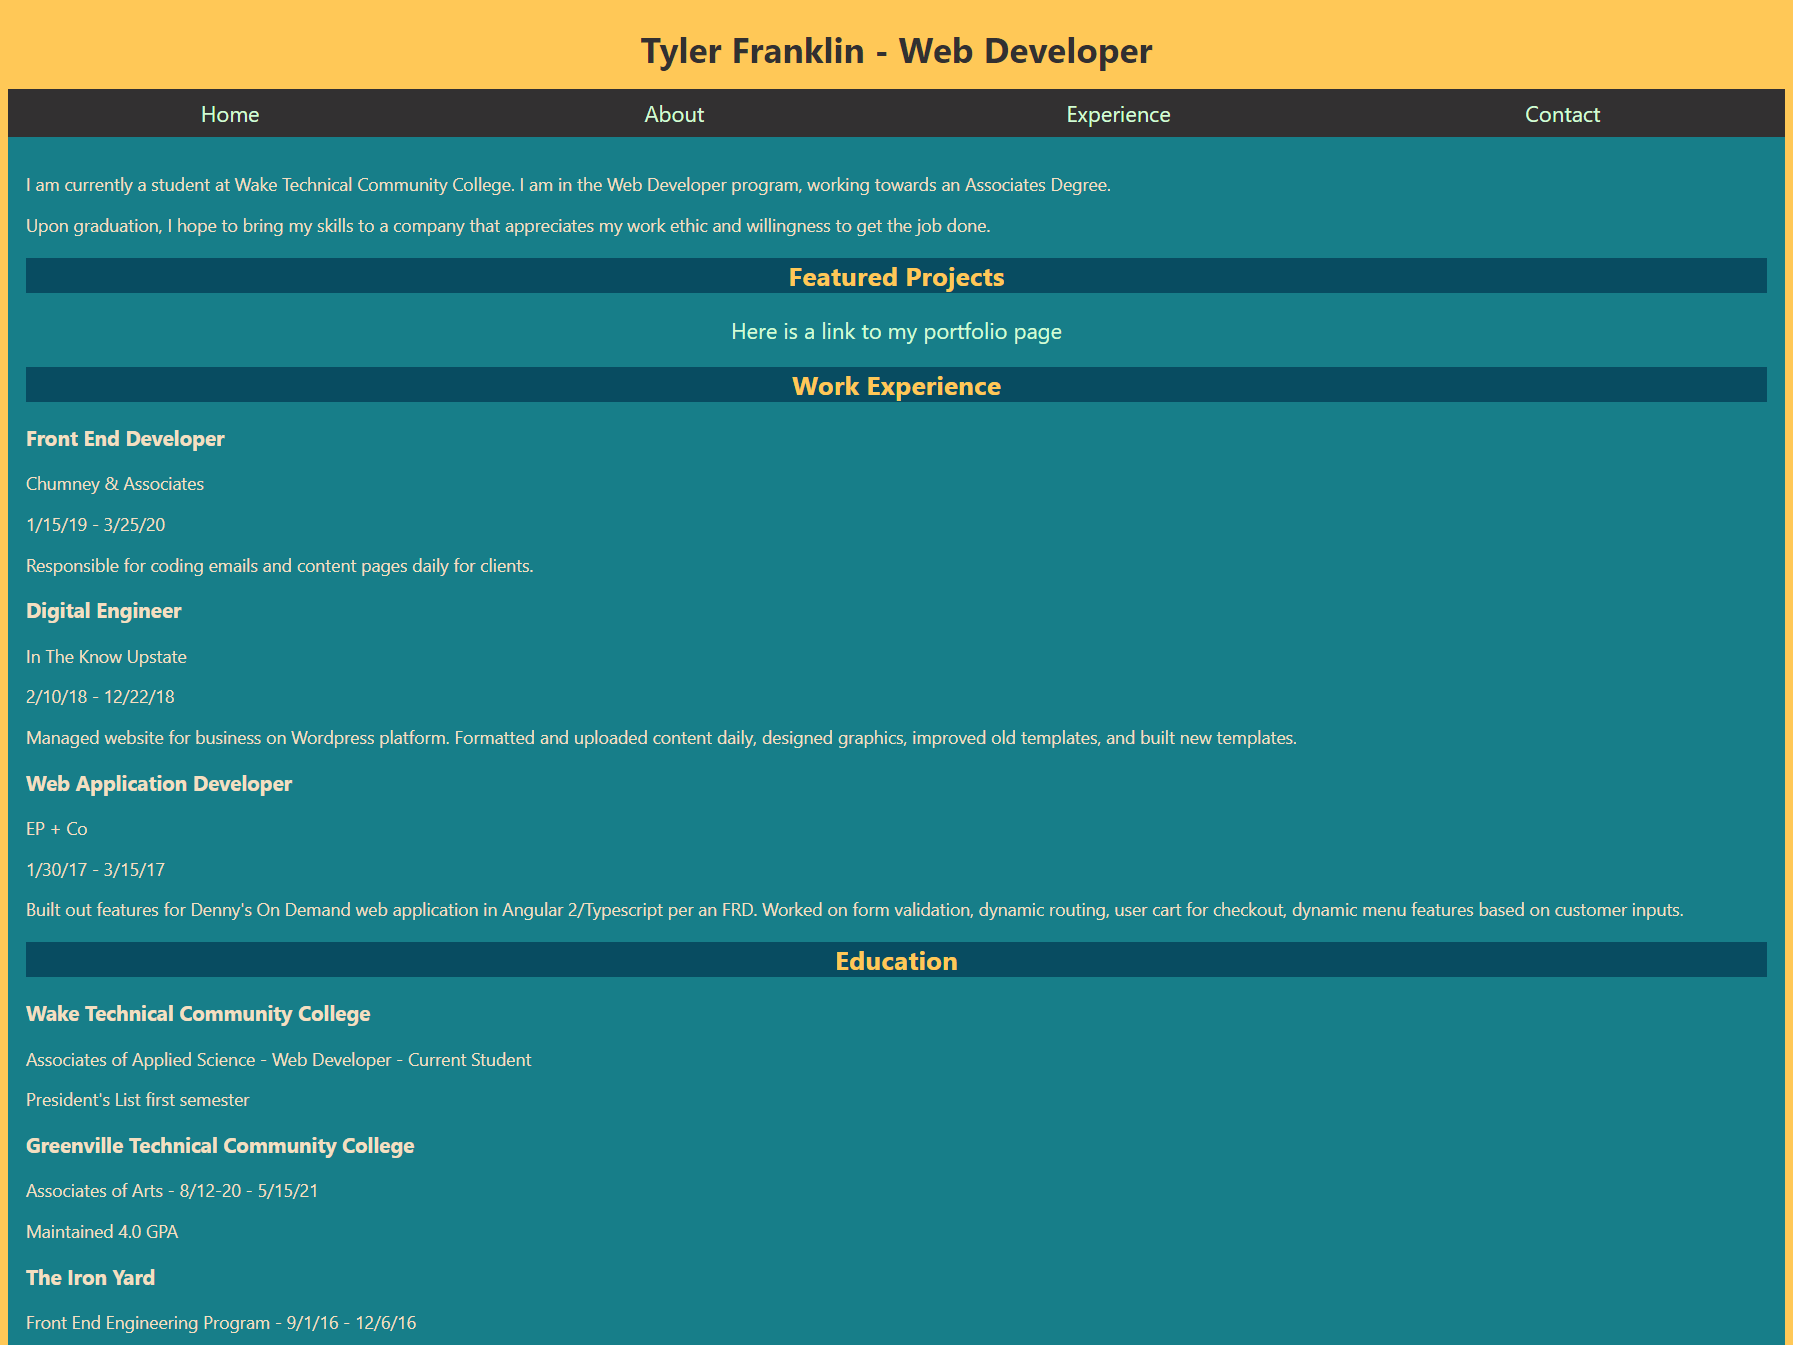 Tyler Franklin - Web Developer
Home About Experience Contact
I am currently a student at Wake Technical Community College. I am in the Web Developer program, working towards an Associates Degree.
Upon graduation, I hope to bring my skills to a company that appreciates my work ethic and willingness to get the job done.
Featured Projects
Here is a link to my portfolio page
Work Experience
Front End Developer
Chumney & Associates
1/15/19 - 3/25/20
Responsible for coding emails and content pages daily for clients.
Digital Engineer
In The Know Upstate
2/10/18 - 12/22/18
Managed website for business on Wordpress platform. Formatted and uploaded content daily, designed graphics, improved old templates, and built new templates.
Web Application Developer
EP + Co
1/30/17 - 3/15/17
Built out features for Denny's On Demand web application in Angular 2/Typescript per an FRD. Worked on form validation, dynamic routing, user cart for checkout, dynamic menu features based on customer inputs.
Education
Wake Technical Community College
Associates of Applied Science - Web Developer - Current Student
President's List first semester
Greenville Technical Community College
Associates of Arts - 8/12-20 - 5/15/21
Maintained 4.0 GPA
The Iron Yard
Front End Engineering Program - 9/1/16 - 12/6/16